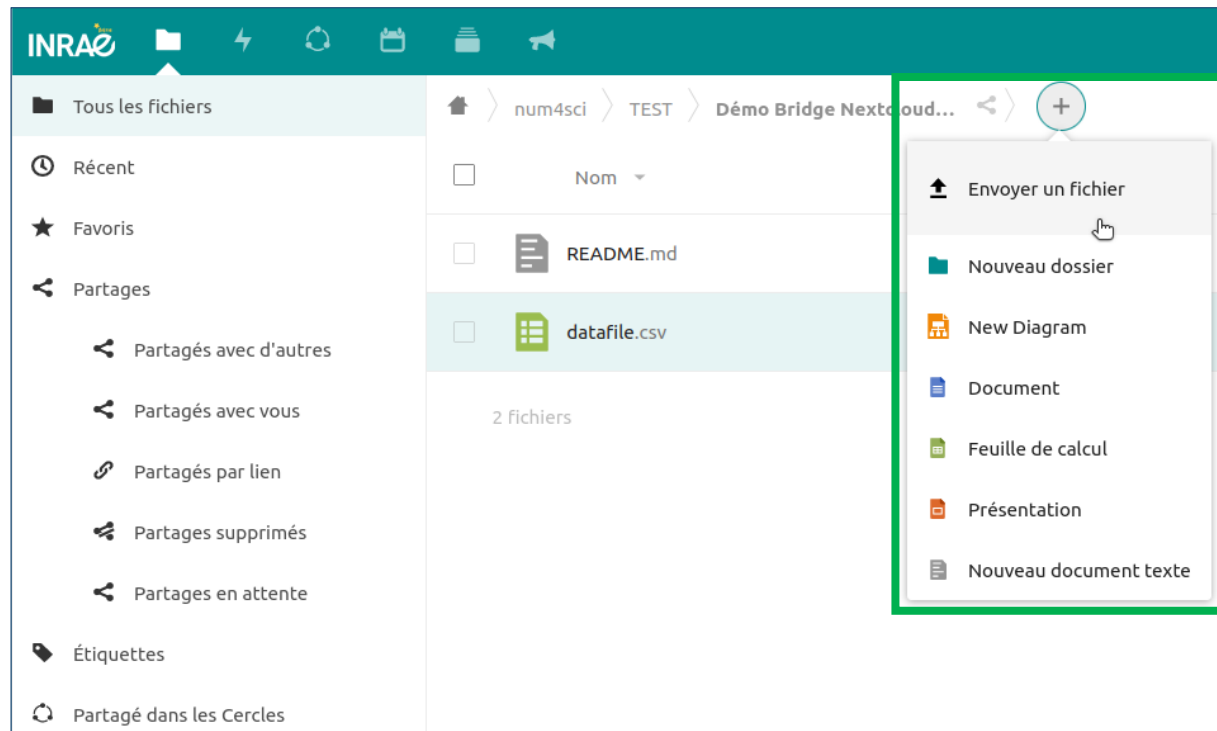 INRAE
Tous les fichiers
Récent
Favoris
Partages
Partagés avec d'autres
Partagés avec vous
Partagés par lien
Partages supprimés
Partages en attente
Étiquettes
Partagé dans les Cercles
num4sci TEST Démo Bridge Nextcloud...
Nom
README.md
datafile.csv
2 fichiers
+
Envoyer un fichier
Nouveau dossier
New Diagram
Document
Feuille de calcul
Présentation
Nouveau document texte